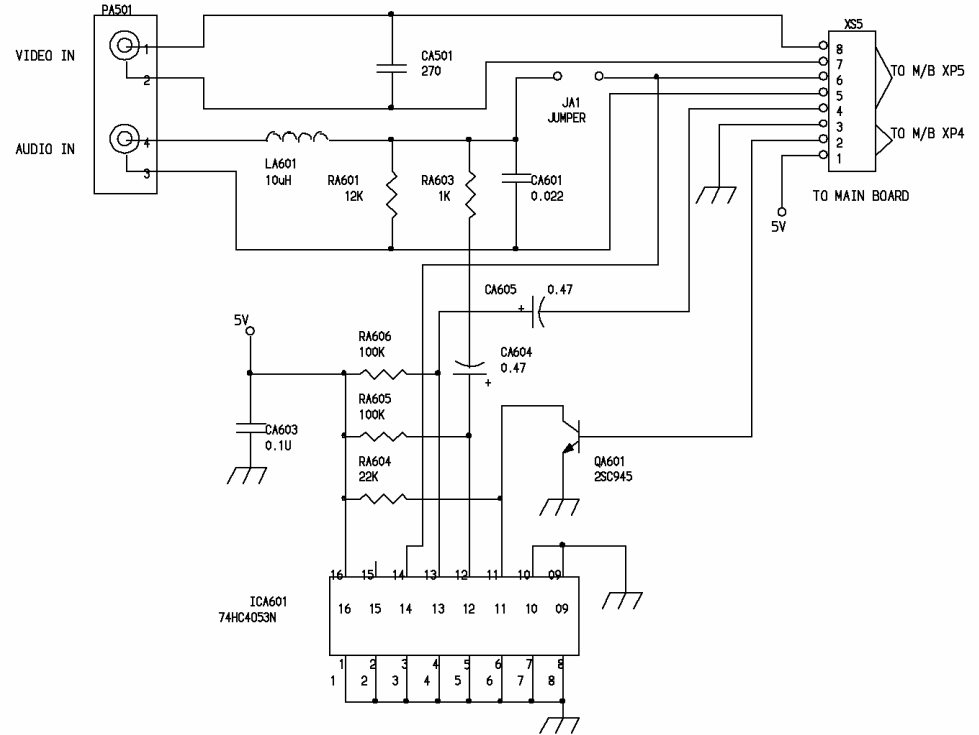 PA501
VIDEO IN
1
2
AUDIO IN
4
3
CA501
270
LA601
10uH
RA601
12K
RA603
1K
CA601
0.022
JA1
JUMPER
XS5
8
7
6
5
4
3
2
1
TO M/B XP5
TO M/B XP4
TO MAIN BOARD
5V
CA605
0.47
+
5V
RA606
100K
CA604
0.47
+
RA605
100K
CA603
0.1U
RA604
22K
QA601
2SC945
16 15 14 13 12 11 10 09
ICA601
74HC4053N
16 15 14 13 12 11 10 09
1 2 3 4 5 6 7 8
1 2 3 4 5 6 7 8